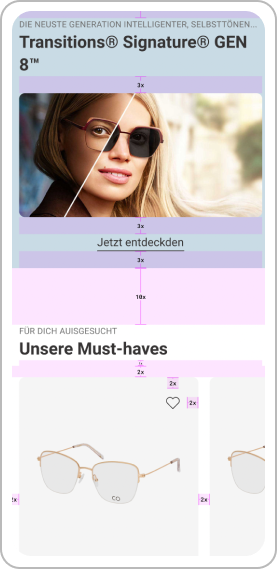 DIE NEUSTE GENERATION INTELLIGENTER, SELBSTTÖNEN...
Transitions® Signature® GEN
8™
3x
3x
Jetzt entdeckden
3x
10x
FÜR DICH AUISGESUCHT
Unsere Must-haves
2x
2x
2x
2x
CO